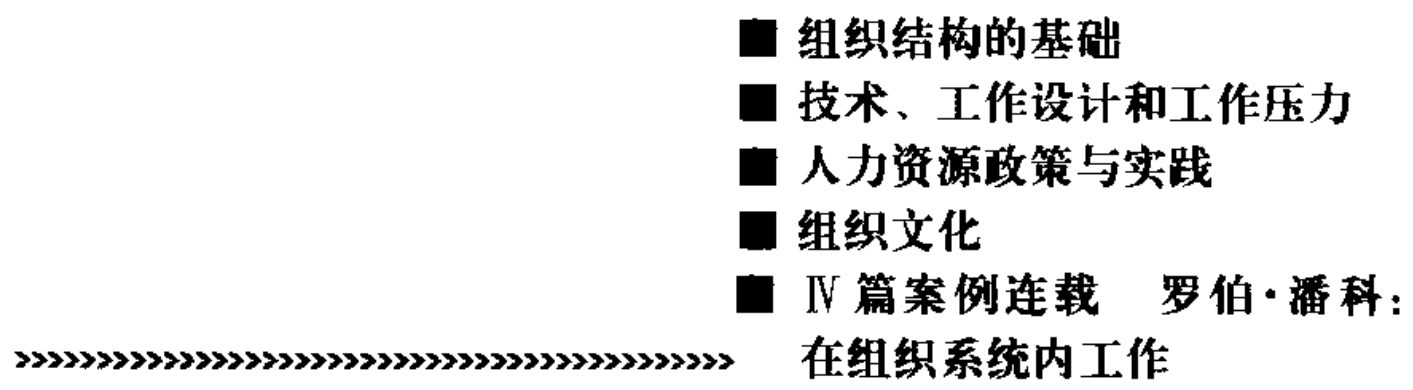 ■ 组织结构的基础
■ 技术、工作设计和工作压力
■ 人力资源政策与实践
■ 组织文化
■ Ⅳ篇案例连载 罗伯·潘科:
»»»»»»»»»»»»»»»»»»»» 在组织系统内工作